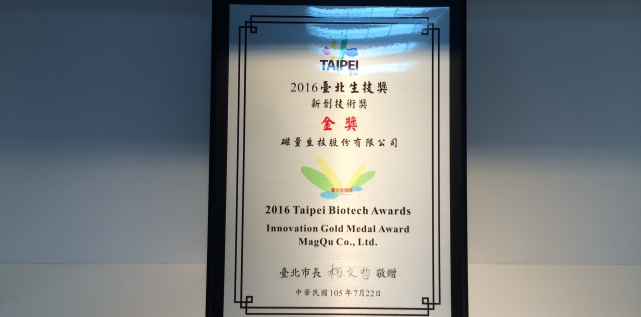 TAIPEI
2016臺北生技獎
新創技術獎
金獎
磁量生技股份有限公司
2016 Taipei Biotech Awards
Innovation Gold Medal Award
MagQu Co., Ltd.
臺北市長 柯文哲 敬贈
中華民國105年7月22日